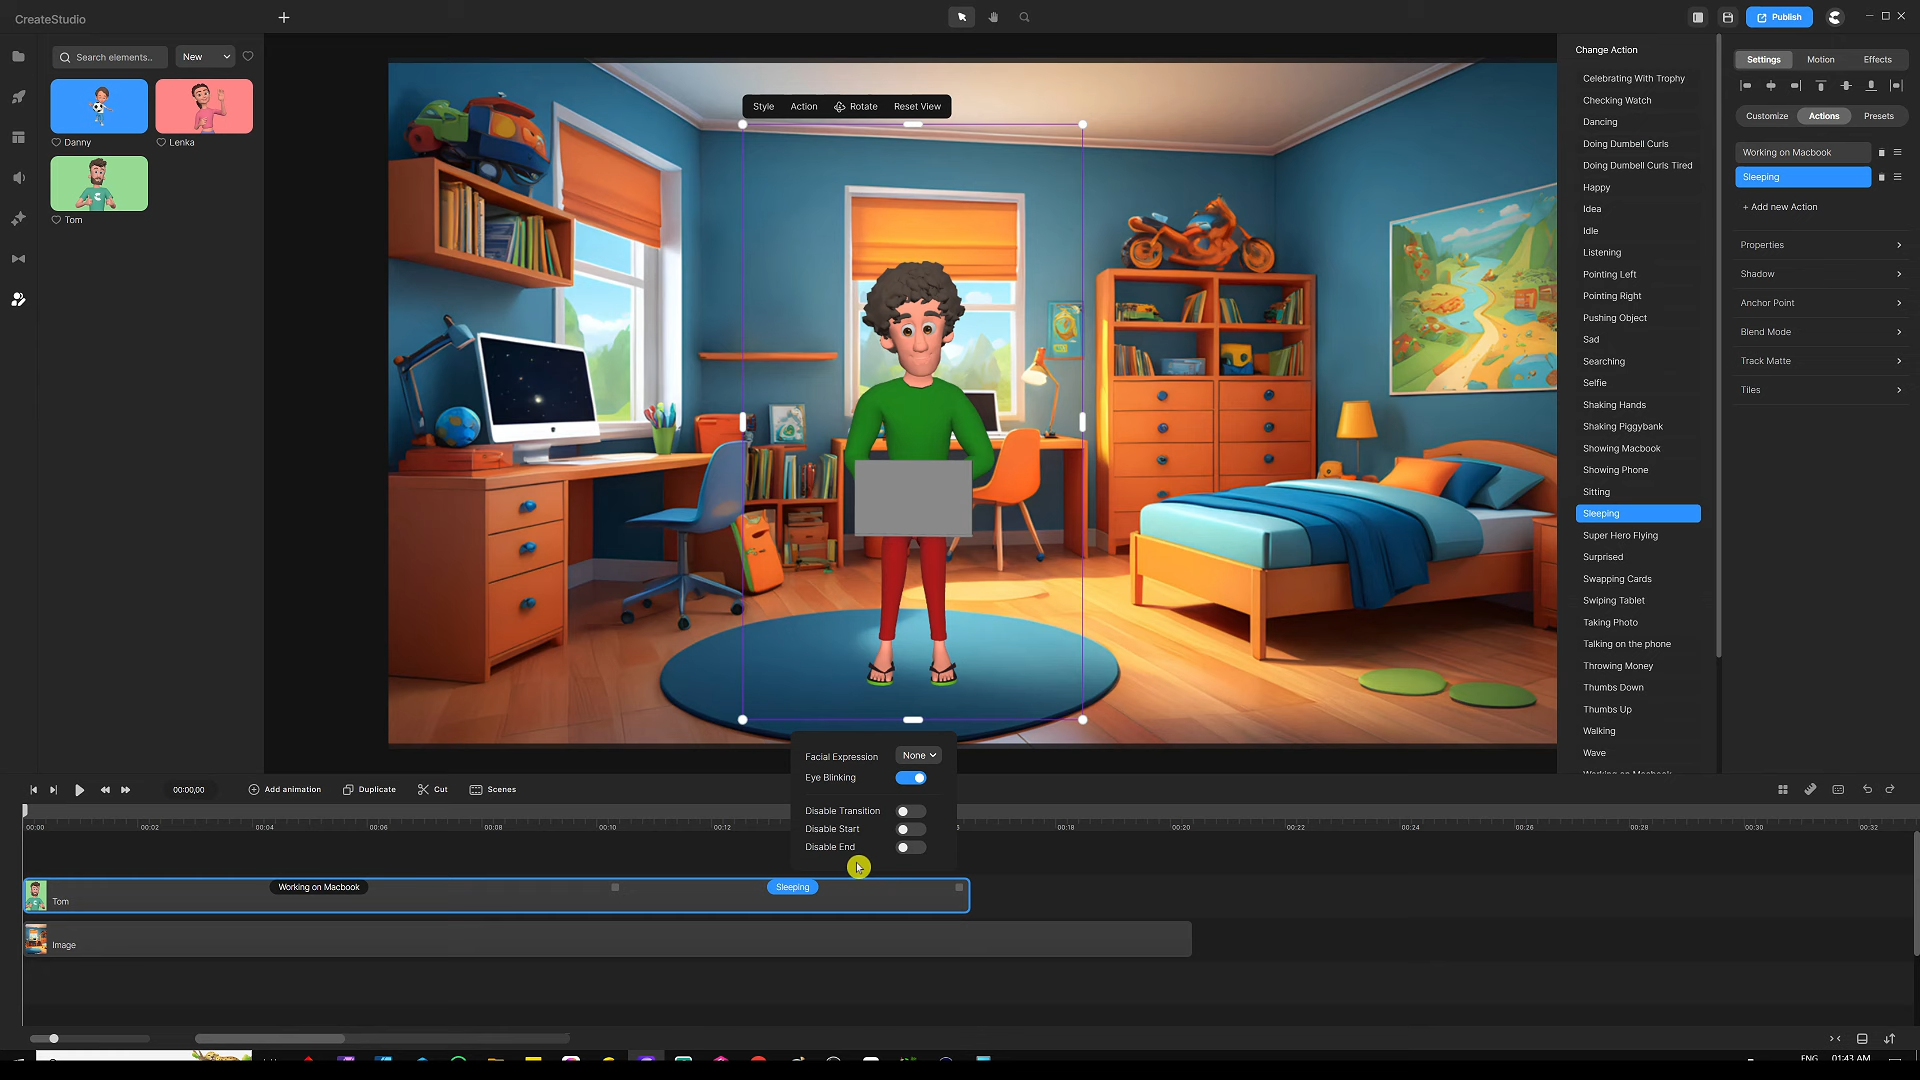 CreateStudio
Publish
Search elements..
New
Danny
Lenka
Tom
Style
Action
Rotate
Reset View
Change Action
Celebrating With Trophy
Checking Watch
Dancing
Doing Dumbell Curls
Doing Dumbell Curls Tired
Happy
Idea
Idle
Listening
Pointing Left
Pointing Right
Pushing Object
Sad
Searching
Selfie
Shaking Hands
Shaking Piggybank
Showing Macbook
Showing Phone
Sitting
Sleeping
Super Hero Flying
Surprised
Swapping Cards
Swiping Tablet
Taking Photo
Talking on the phone
Throwing Money
Thumbs Down
Thumbs Up
Walking
Wave
Working on Macbook
Settings
Motion
Effects
Customize
Actions
Presets
Working on Macbook
Sleeping
+ Add new Action
Properties
Shadow
Anchor Point
Blend Mode
Track Matte
Tiles
Facial Expression
None
Eye Blinking
Disable Transition
Disable Start
Disable End
00:00,00
Add animation
Duplicate
Cut
Scenes
00:00
00:02
00:04
00:06
00:08
00:10
00:12
00:18
00:20
00:22
00:24
00:26
00:28
00:30
00:32
Working on Macbook
Sleeping
Tom
Image
ENG
01:43 AM